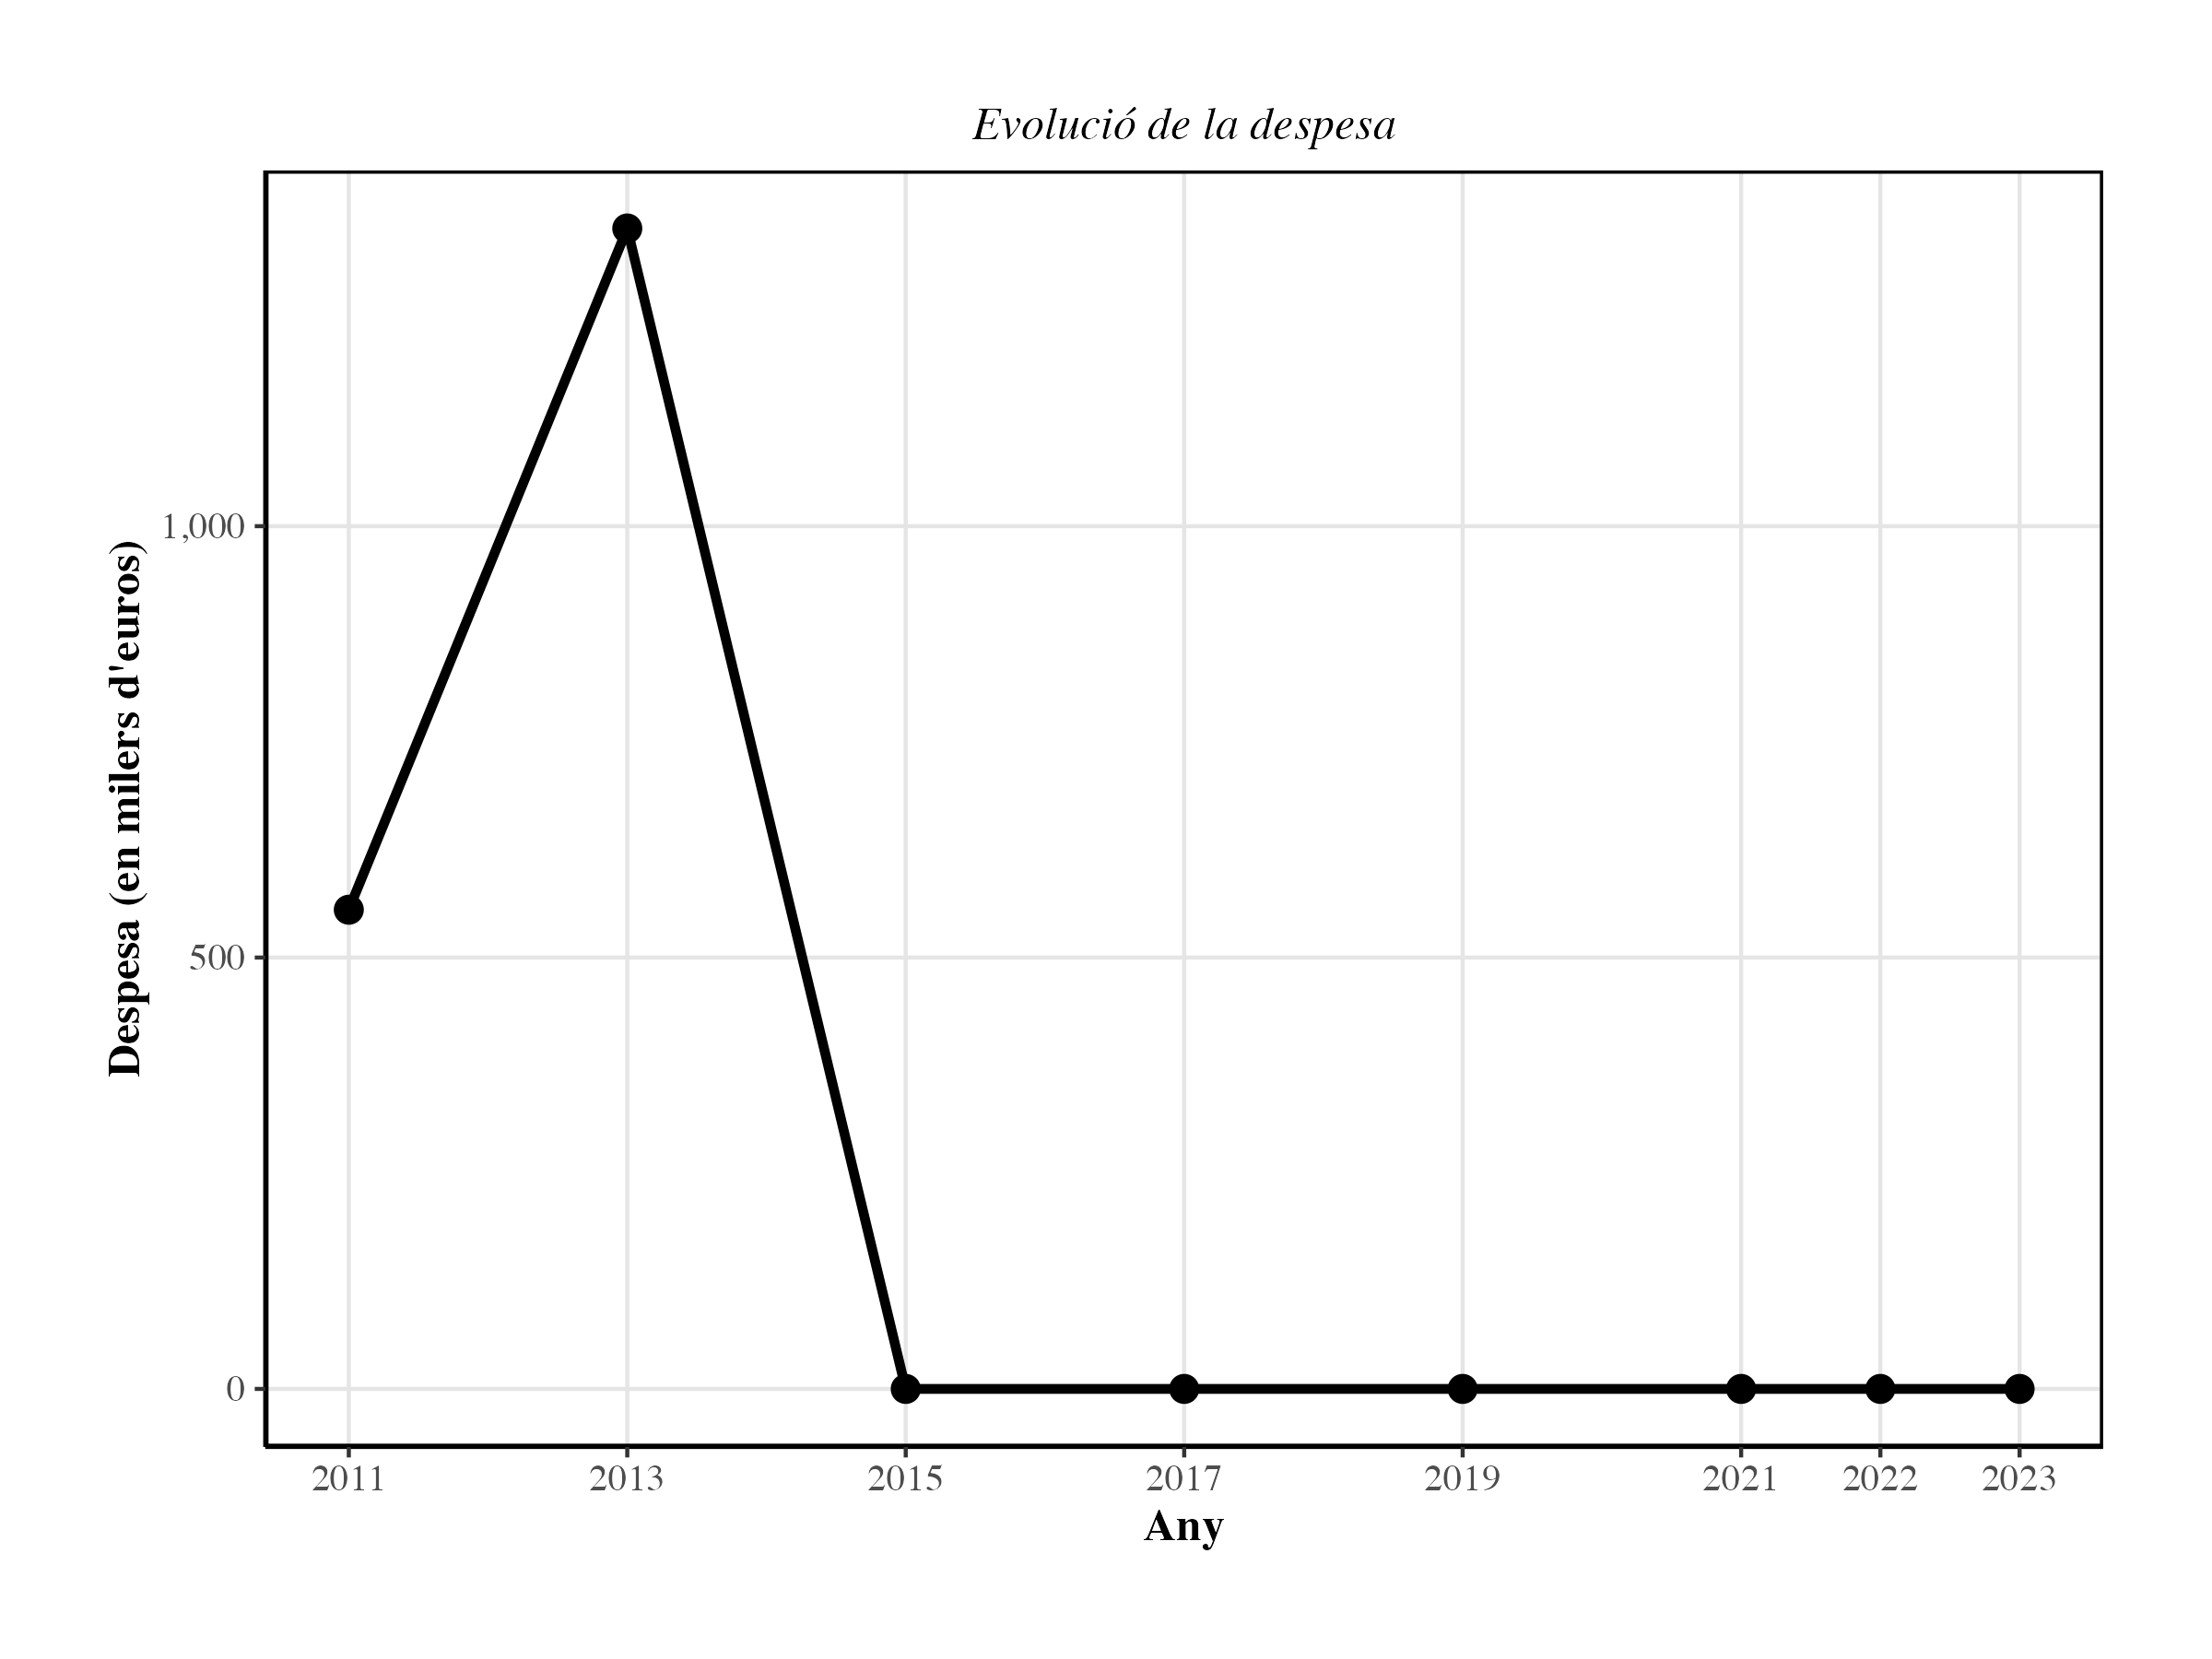 Evolució de la despesa
Despesa (en milers d'euros)
1,000
500
0
2011 2013 2015 2017 2019 2021 2022 2023
Any